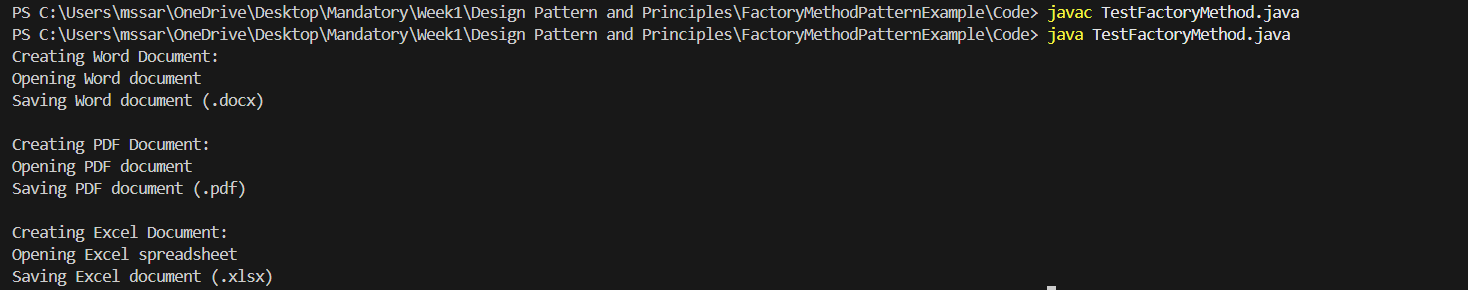 PS C:\Users\mssar\OneDrive\Desktop\Mandatory\Week1\Design Pattern and Principles\FactoryMethodPatternExample\Code> javac TestFactoryMethod.java
PS C:\Users\mssar\OneDrive\Desktop\Mandatory\Week1\Design Pattern and Principles\FactoryMethodPatternExample\Code> java TestFactoryMethod.java
Creating Word Document:
Opening Word document
Saving Word document (.docx)
Creating PDF Document:
Opening PDF document
Saving PDF document (.pdf)
Creating Excel Document:
Opening Excel spreadsheet
Saving Excel document (.xlsx)